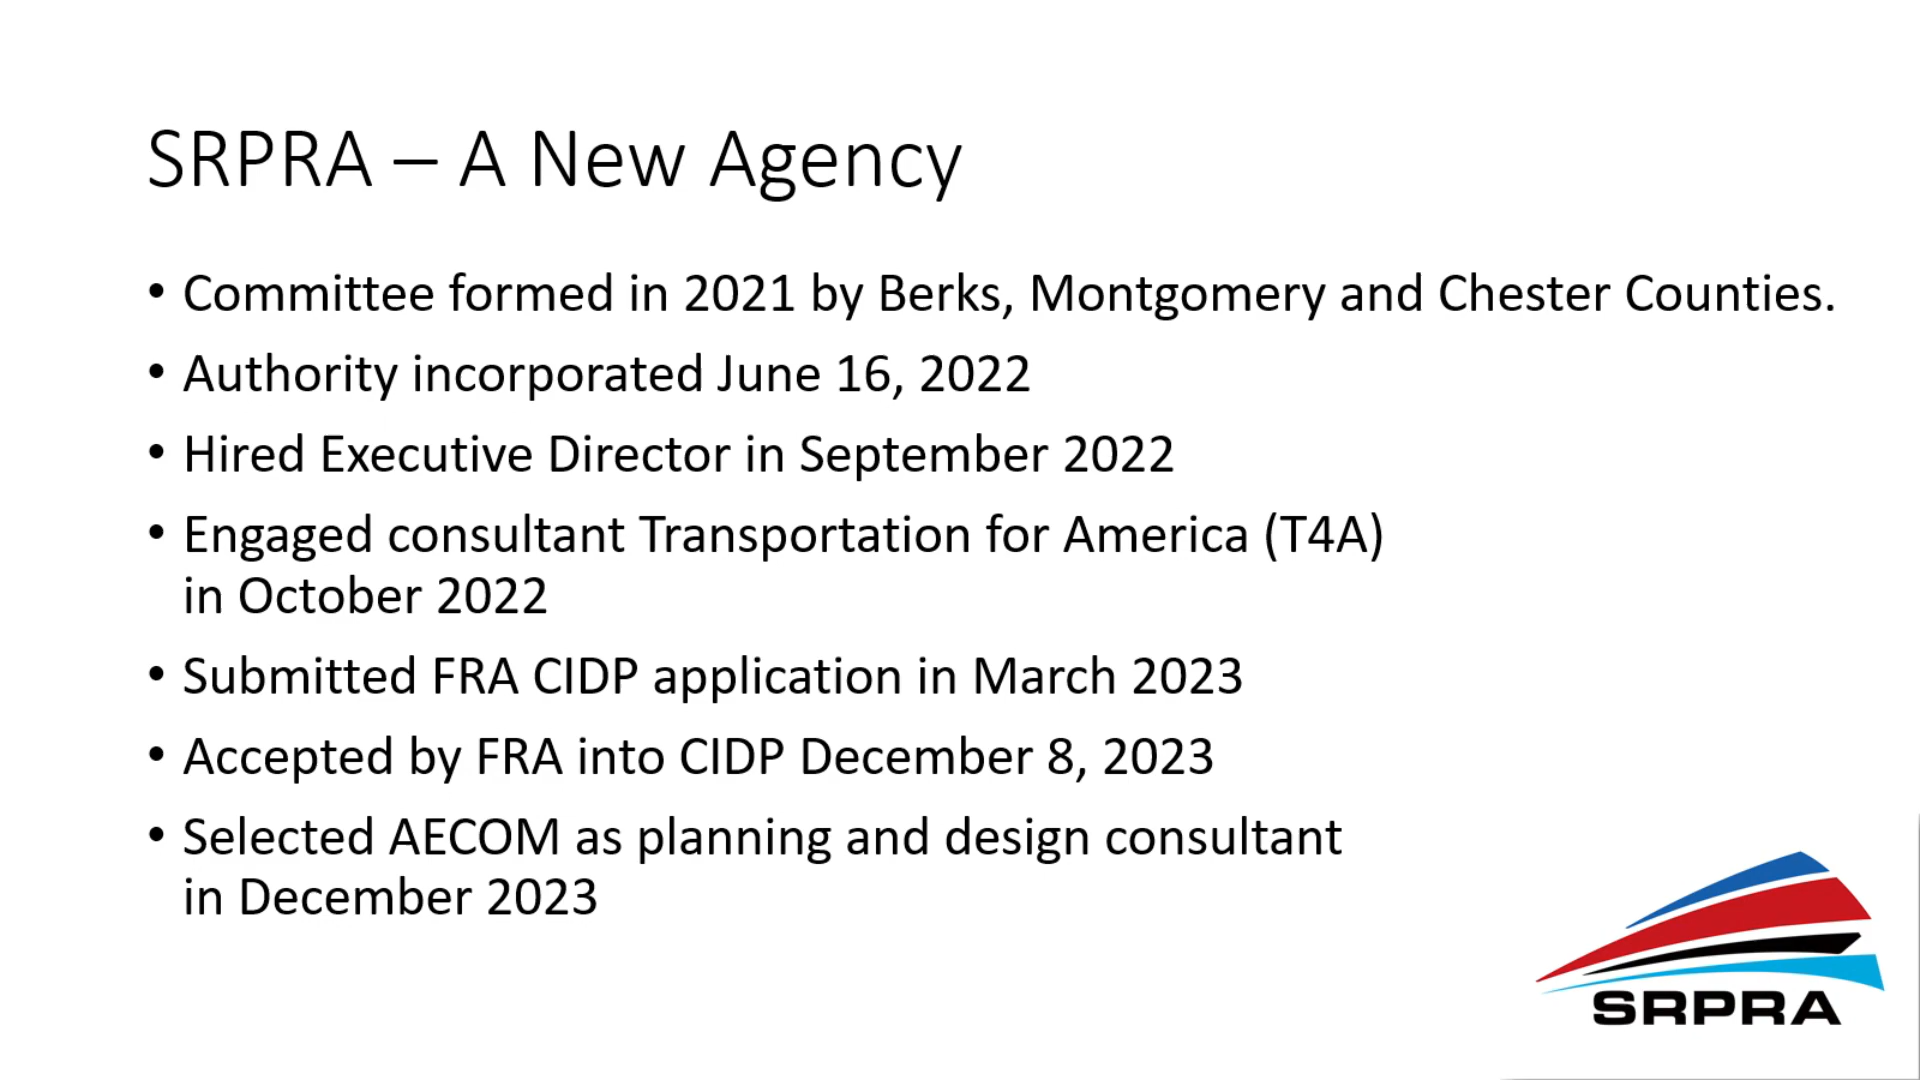 SRPRA – A New Agency
• Committee formed in 2021 by Berks, Montgomery and Chester Counties.
• Authority incorporated June 16, 2022
• Hired Executive Director in September 2022
• Engaged consultant Transportation for America (T4A)
in October 2022
• Submitted FRA CIDP application in March 2023
• Accepted by FRA into CIDP December 8, 2023
• Selected AECOM as planning and design consultant
in December 2023
SRPRA